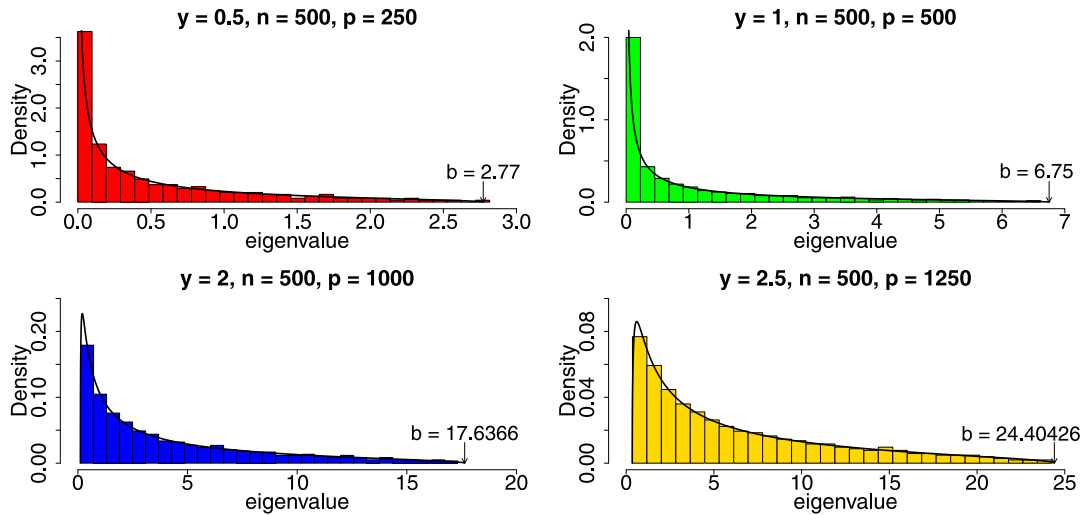 y = 0.5, n = 500, p = 250
Density
0.0 1.0 2.0 3.0
b = 2.77
0.0 0.5 1.0 1.5 2.0 2.5 3.0
eigenvalue
y = 1, n = 500, p = 500
Density
0.0 1.0 2.0
b = 6.75
0 1 2 3 4 5 6 7
eigenvalue
y = 2, n = 500, p = 1000
Density
0.00 0.10 0.20
b = 17.6366
0 5 10 15 20
eigenvalue
y = 2.5, n = 500, p = 1250
Density
0.00 0.04 0.08
b = 24.40426
0 5 10 15 20 25
eigenvalue